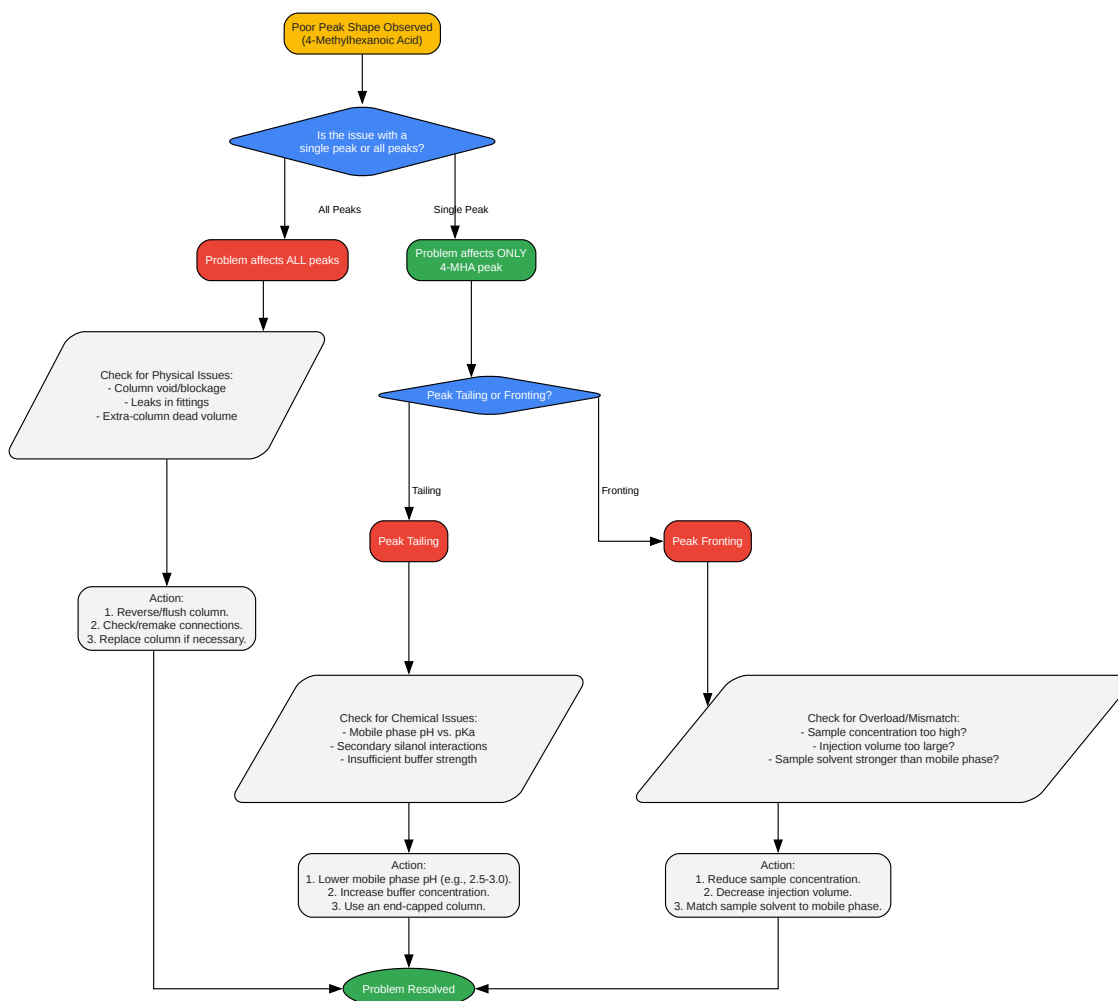 Poor Peak Shape Observed
(4-Methylhexanoic Acid)
Is the issue with a
single peak or all peaks?
All Peaks
Single Peak
Problem affects ALL peaks
Problem affects ONLY
4-MHA peak
Check for Physical Issues:
- Column void/blockage
- Leaks in fittings
- Extra-column dead volume
Peak Tailing or Fronting?
Tailing
Fronting
Peak Tailing
Peak Fronting
Action:
1. Reverse/flush column.
2. Check/remake connections.
3. Replace column if necessary.
Check for Chemical Issues:
- Mobile phase pH vs. pKa
- Secondary silanol interactions
- Insufficient buffer strength
Check for Overload/Mismatch:
- Sample concentration too high?
- Injection volume too large?
- Sample solvent stronger than mobile phase?
Action:
1. Lower mobile phase pH (e.g., 2.5-3.0).
2. Increase buffer concentration.
3. Use an end-capped column.
Action:
1. Reduce sample concentration.
2. Decrease injection volume.
3. Match sample solvent to mobile phase.
Problem Resolved